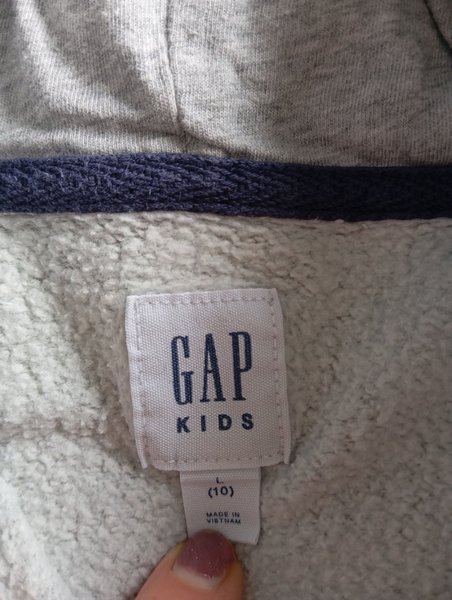 GAP
KIDS
L
(10)
MADE IN
VIETNAM